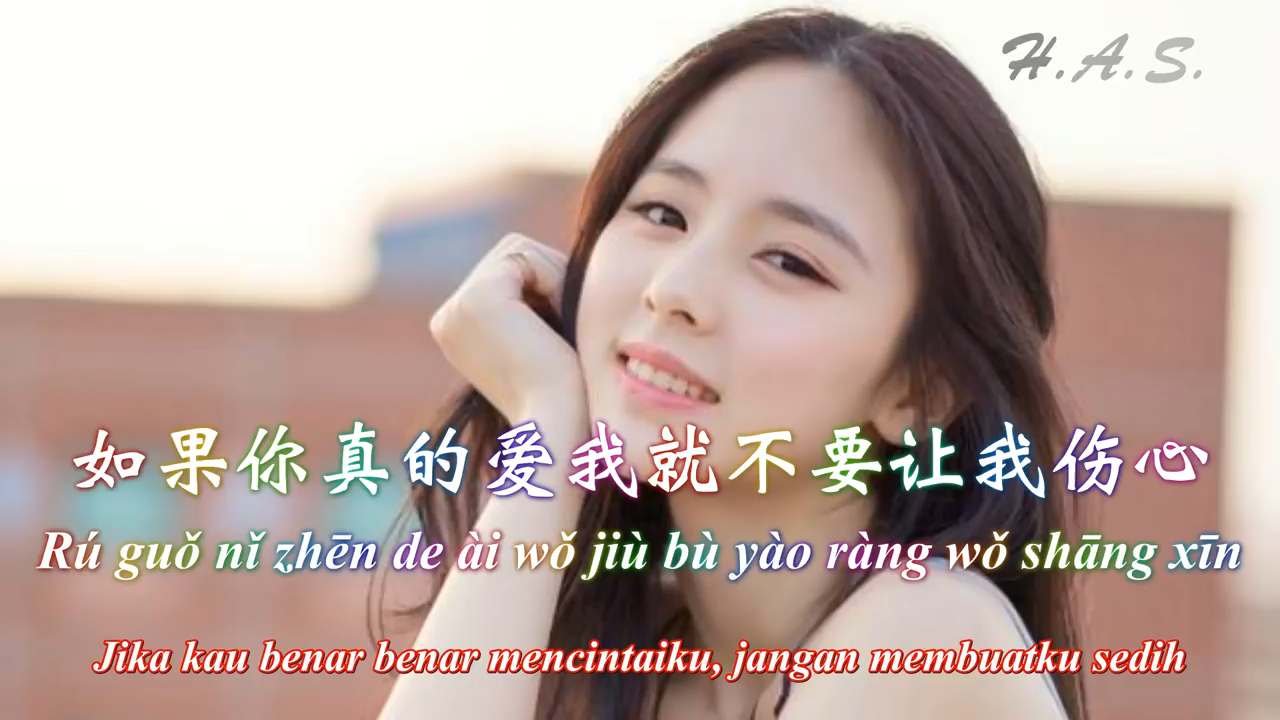 H.A.S.
如果你真的爱我就不要让我伤心
Rú guǒ nǐ zhēn de ài wǒ jiù bù yào ràng wǒ shāng xīn
Jika kau benar benar mencintaiku, jangan membuatku sedih